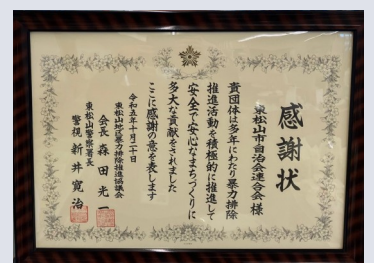 感謝状
東松山市自治会連合会様
貴団体は多年にわたり暴力排除
推進活動を積極的に推進して
安全で安心なまちづくりに
多大な貢献をされました
ここに感謝の意を表します
令和五年十月二十日
東松山地区暴力排除推進協議会
会長 森田光一
東松山警察署長
警視 新井寛治